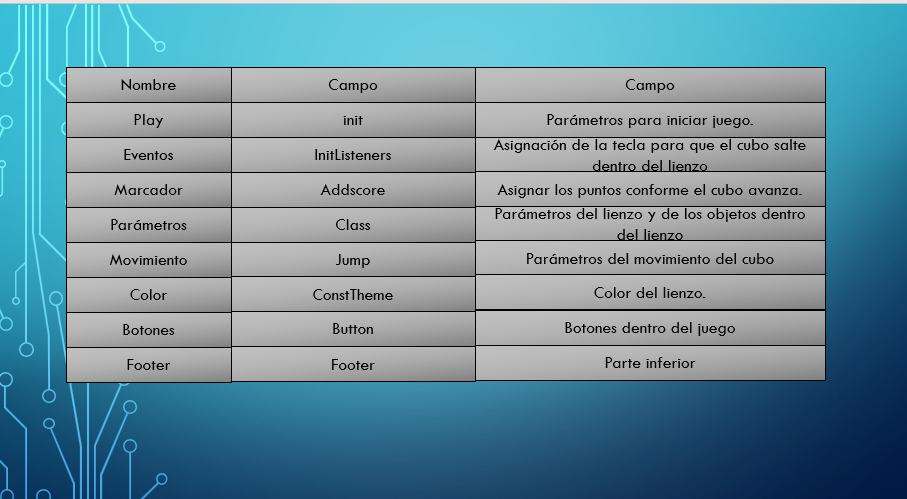 Nombre Campo Campo
Play init Parámetros para iniciar juego.
Eventos InitListeners Asignación de la tecla para que el cubo salte
dentro del lienzo
Marcador Addscore Asignar los puntos conforme el cubo avanza.
Parámetros Class Parámetros del lienzo y de los objetos dentro
del lienzo
Movimiento Jump Parámetros del movimiento del cubo
Color ConstTheme Color del lienzo.
Botones Button Botones dentro del juego
Footer Footer Parte inferior